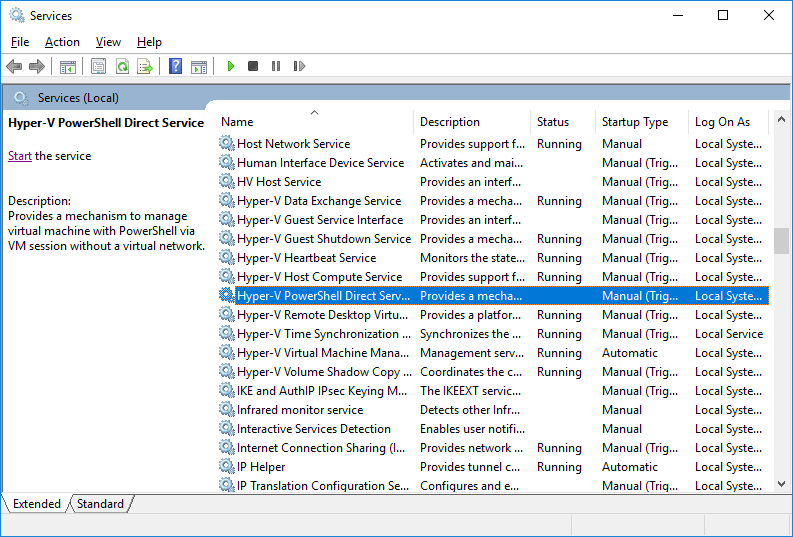 Services
File Action View Help
Services (Local)
Hyper-V PowerShell Direct Service
Start the service
Description:
Provides a mechanism to manage
virtual machine with PowerShell via
VM session without a virtual network.
Name Description Status Startup Type Log On As
Host Network Service Provides support f... Running Manual Local Syste...
Human Interface Device Service Activates and mai... Manual (Trig... Local Syste...
HV Host Service Provides an interf... Manual (Trig... Local Syste...
Hyper-V Data Exchange Service Provides a mecha... Running Manual (Trig... Local Syste...
Hyper-V Guest Service Interface Provides an interf... Manual (Trig... Local Syste...
Hyper-V Guest Shutdown Service Provides a mecha... Running Manual (Trig... Local Syste...
Hyper-V Heartbeat Service Monitors the state... Running Manual (Trig... Local Syste...
Hyper-V Host Compute Service Provides support f... Running Manual (Trig... Local Syste...
Hyper-V PowerShell Direct Serv... Provides a mecha... Manual (Trig... Local Syste...
Hyper-V Remote Desktop Virtu... Provides a platfor... Running Manual (Trig... Local Syste...
Hyper-V Time Synchronization ... Synchronizes the ... Running Manual (Trig... Local Service
Hyper-V Virtual Machine Mana... Management serv... Running Automatic Local Syste...
Hyper-V Volume Shadow Copy ... Coordinates the c... Running Manual (Trig... Local Syste...
IKE and AuthIP IPsec Keying M... The IKEEXT servic... Manual (Trig... Local Syste...
Infrared monitor service Detects other Infr... Manual Local Syste...
Interactive Services Detection Enables user notifi... Manual Local Syste...
Internet Connection Sharing (I... Provides network ... Running Manual (Trig... Local Syste...
IP Helper Provides tunnel c... Running Automatic Local Syste...
IP Translation Configuration Se... Configures and e... Manual (Trig... Local Syste...
Extended Standard